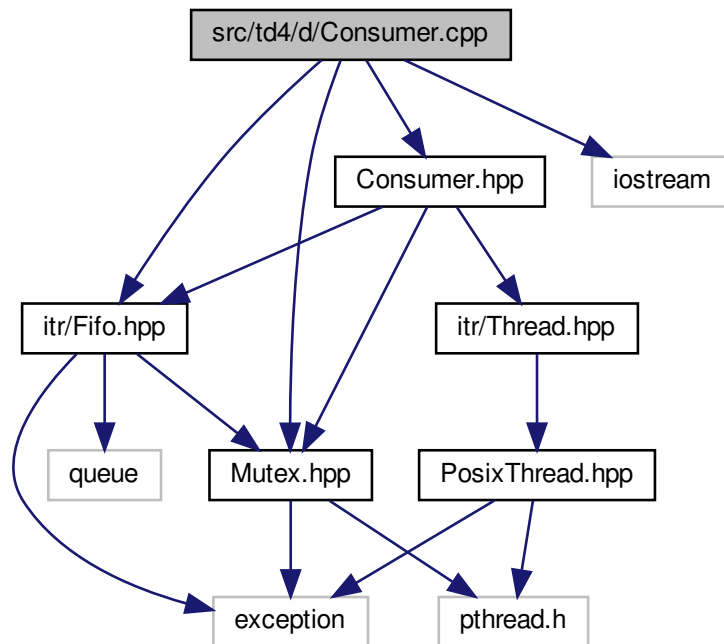 src/td4/d/Consumer.cpp
Consumer.hpp
iostream
itr/Fifo.hpp
itr/Thread.hpp
queue
Mutex.hpp
PosixThread.hpp
exception
pthread.h